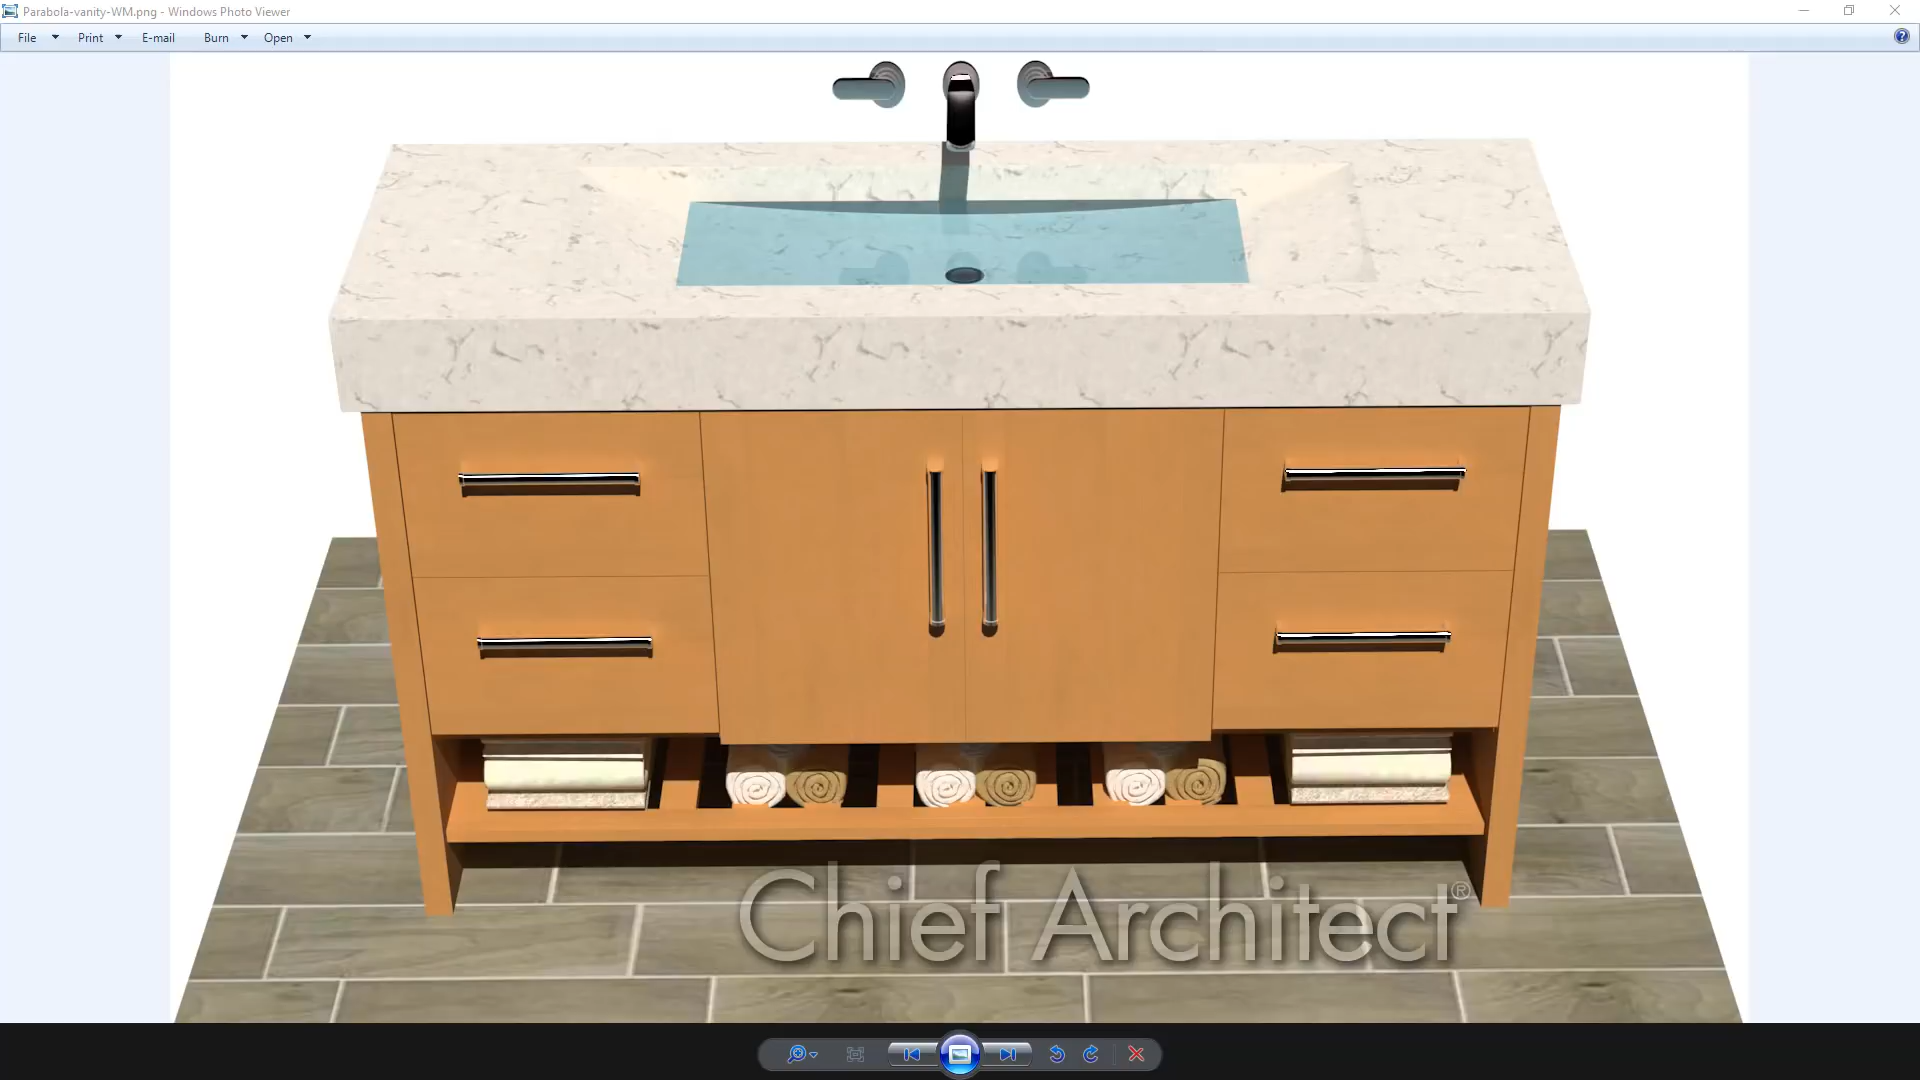 Parabola-vanity-WM.png - Windows Photo Viewer
File Print E-mail Burn Open
Chief Architect®